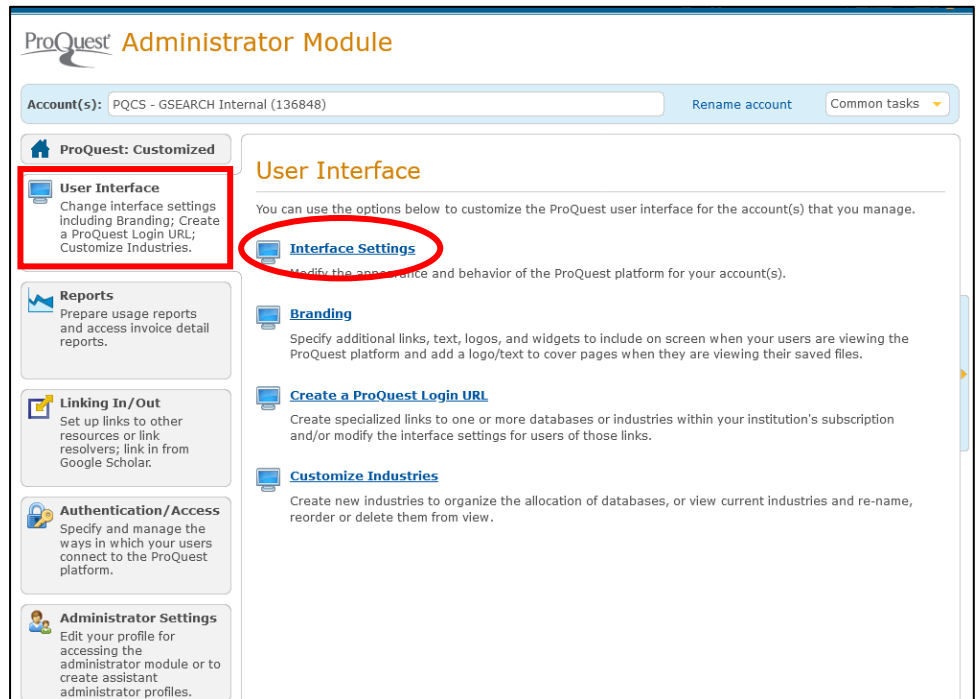 ProQuest Administrator Module
Account(s): PQCS - GSEARCH Internal (136848) Rename account Common tasks
ProQuest: Customized
User Interface
Change interface settings
including Branding; Create
a ProQuest Login URL;
Customize Industries.
Reports
Prepare usage reports
and access invoice detail
reports.
Linking In/Out
Set up links to other
resources or link
resolvers; link in from
Google Scholar.
Authentication/Access
Specify and manage the
ways in which your users
connect to the ProQuest
platform.
Administrator Settings
Edit your profile for
accessing the
administrator module or to
create assistant
administrator profiles.
User Interface
You can use the options below to customize the ProQuest user interface for the account(s) that you manage.
Interface Settings
Modify the appearance and behavior of the ProQuest platform for your account(s).
Branding
Specify additional links, text, logos, and widgets to include on screen when your users are viewing the
ProQuest platform and add a logo/text to cover pages when they are viewing their saved files.
Create a ProQuest Login URL
Create specialized links to one or more databases or industries within your institution's subscription
and/or modify the interface settings for users of those links.
Customize Industries
Create new industries to organize the allocation of databases, or view current industries and re-name,
reorder or delete them from view.